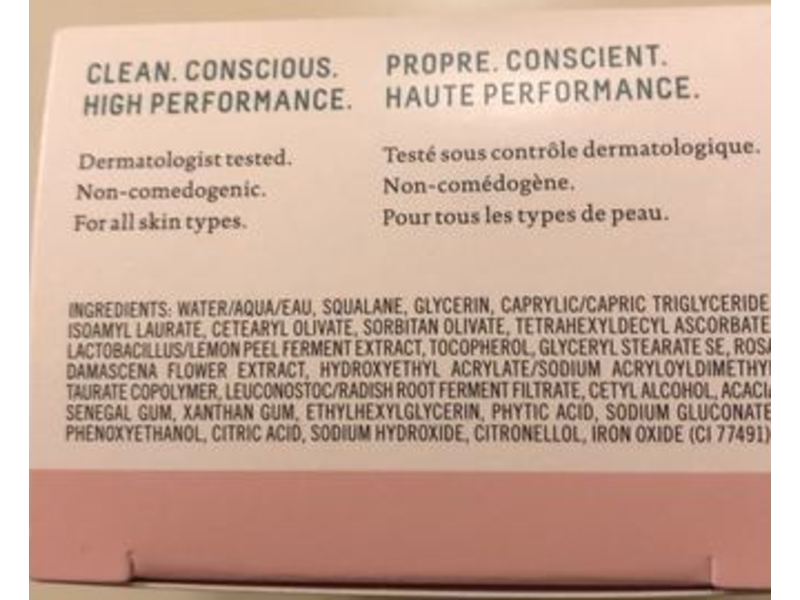 CLEAN. CONSCIOUS.
HIGH PERFORMANCE.
Dermatologist tested.
Non-comedogenic.
For all skin types.
PROPRE. CONSCIENT.
HAUTE PERFORMANCE.
Testé sous contrôle dermatologique.
Non-comédogène.
Pour tous les types de peau.
INGREDIENTS: WATER/AQUA/EAU, SQUALANE, GLYCERIN, CAPRYLIC/CAPRIC TRIGLYCERIDE,
ISOAMYL LAURATE, CETEARYL OLIVATE, SORBITAN OLIVATE, TETRAHEXYLDECYL ASCORBATE,
LACTOBACILLUS/LEMON PEEL FERMENT EXTRACT, TOCOPHEROL, GLYCERYL STEARATE SE, ROSA
DAMASCENA FLOWER EXTRACT, HYDROXYETHYL ACRYLATE/SODIUM ACRYLOYLDIMETHYL
TAURATE COPOLYMER, LEUCONOSTOC/RADISH ROOT FERMENT FILTRATE, CETYL ALCOHOL, ACACIA
SENEGAL GUM, XANTHAN GUM, ETHYLHEXYLGLYCERIN, PHYTIC ACID, SODIUM GLUCONATE,
PHENOXYETHANOL, CITRIC ACID, SODIUM HYDROXIDE, CITRONELLOL, IRON OXIDE (CI 77491)